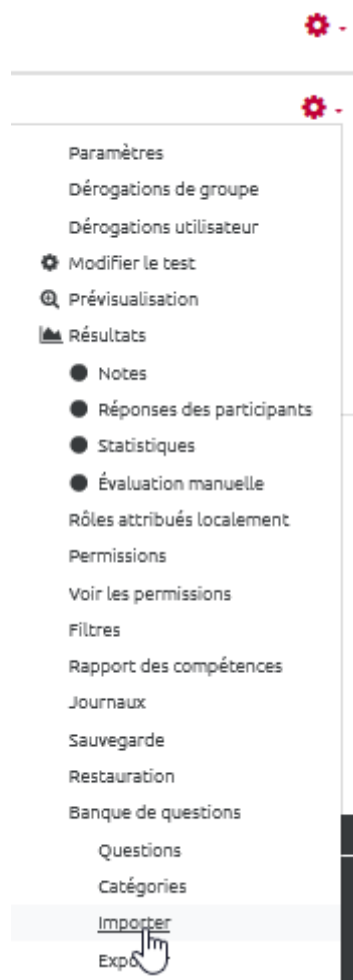 Paramètres
Dérogations de groupe
Dérogations utilisateur
Modifier le test
Prévisualisation
Résultats
Notes
Réponses des participants
Statistiques
Évaluation manuelle
Rôles attribués localement
Permissions
Voir les permissions
Filtres
Rapport des compétences
Journaux
Sauvegarde
Restauration
Banque de questions
Questions
Catégories
Importer